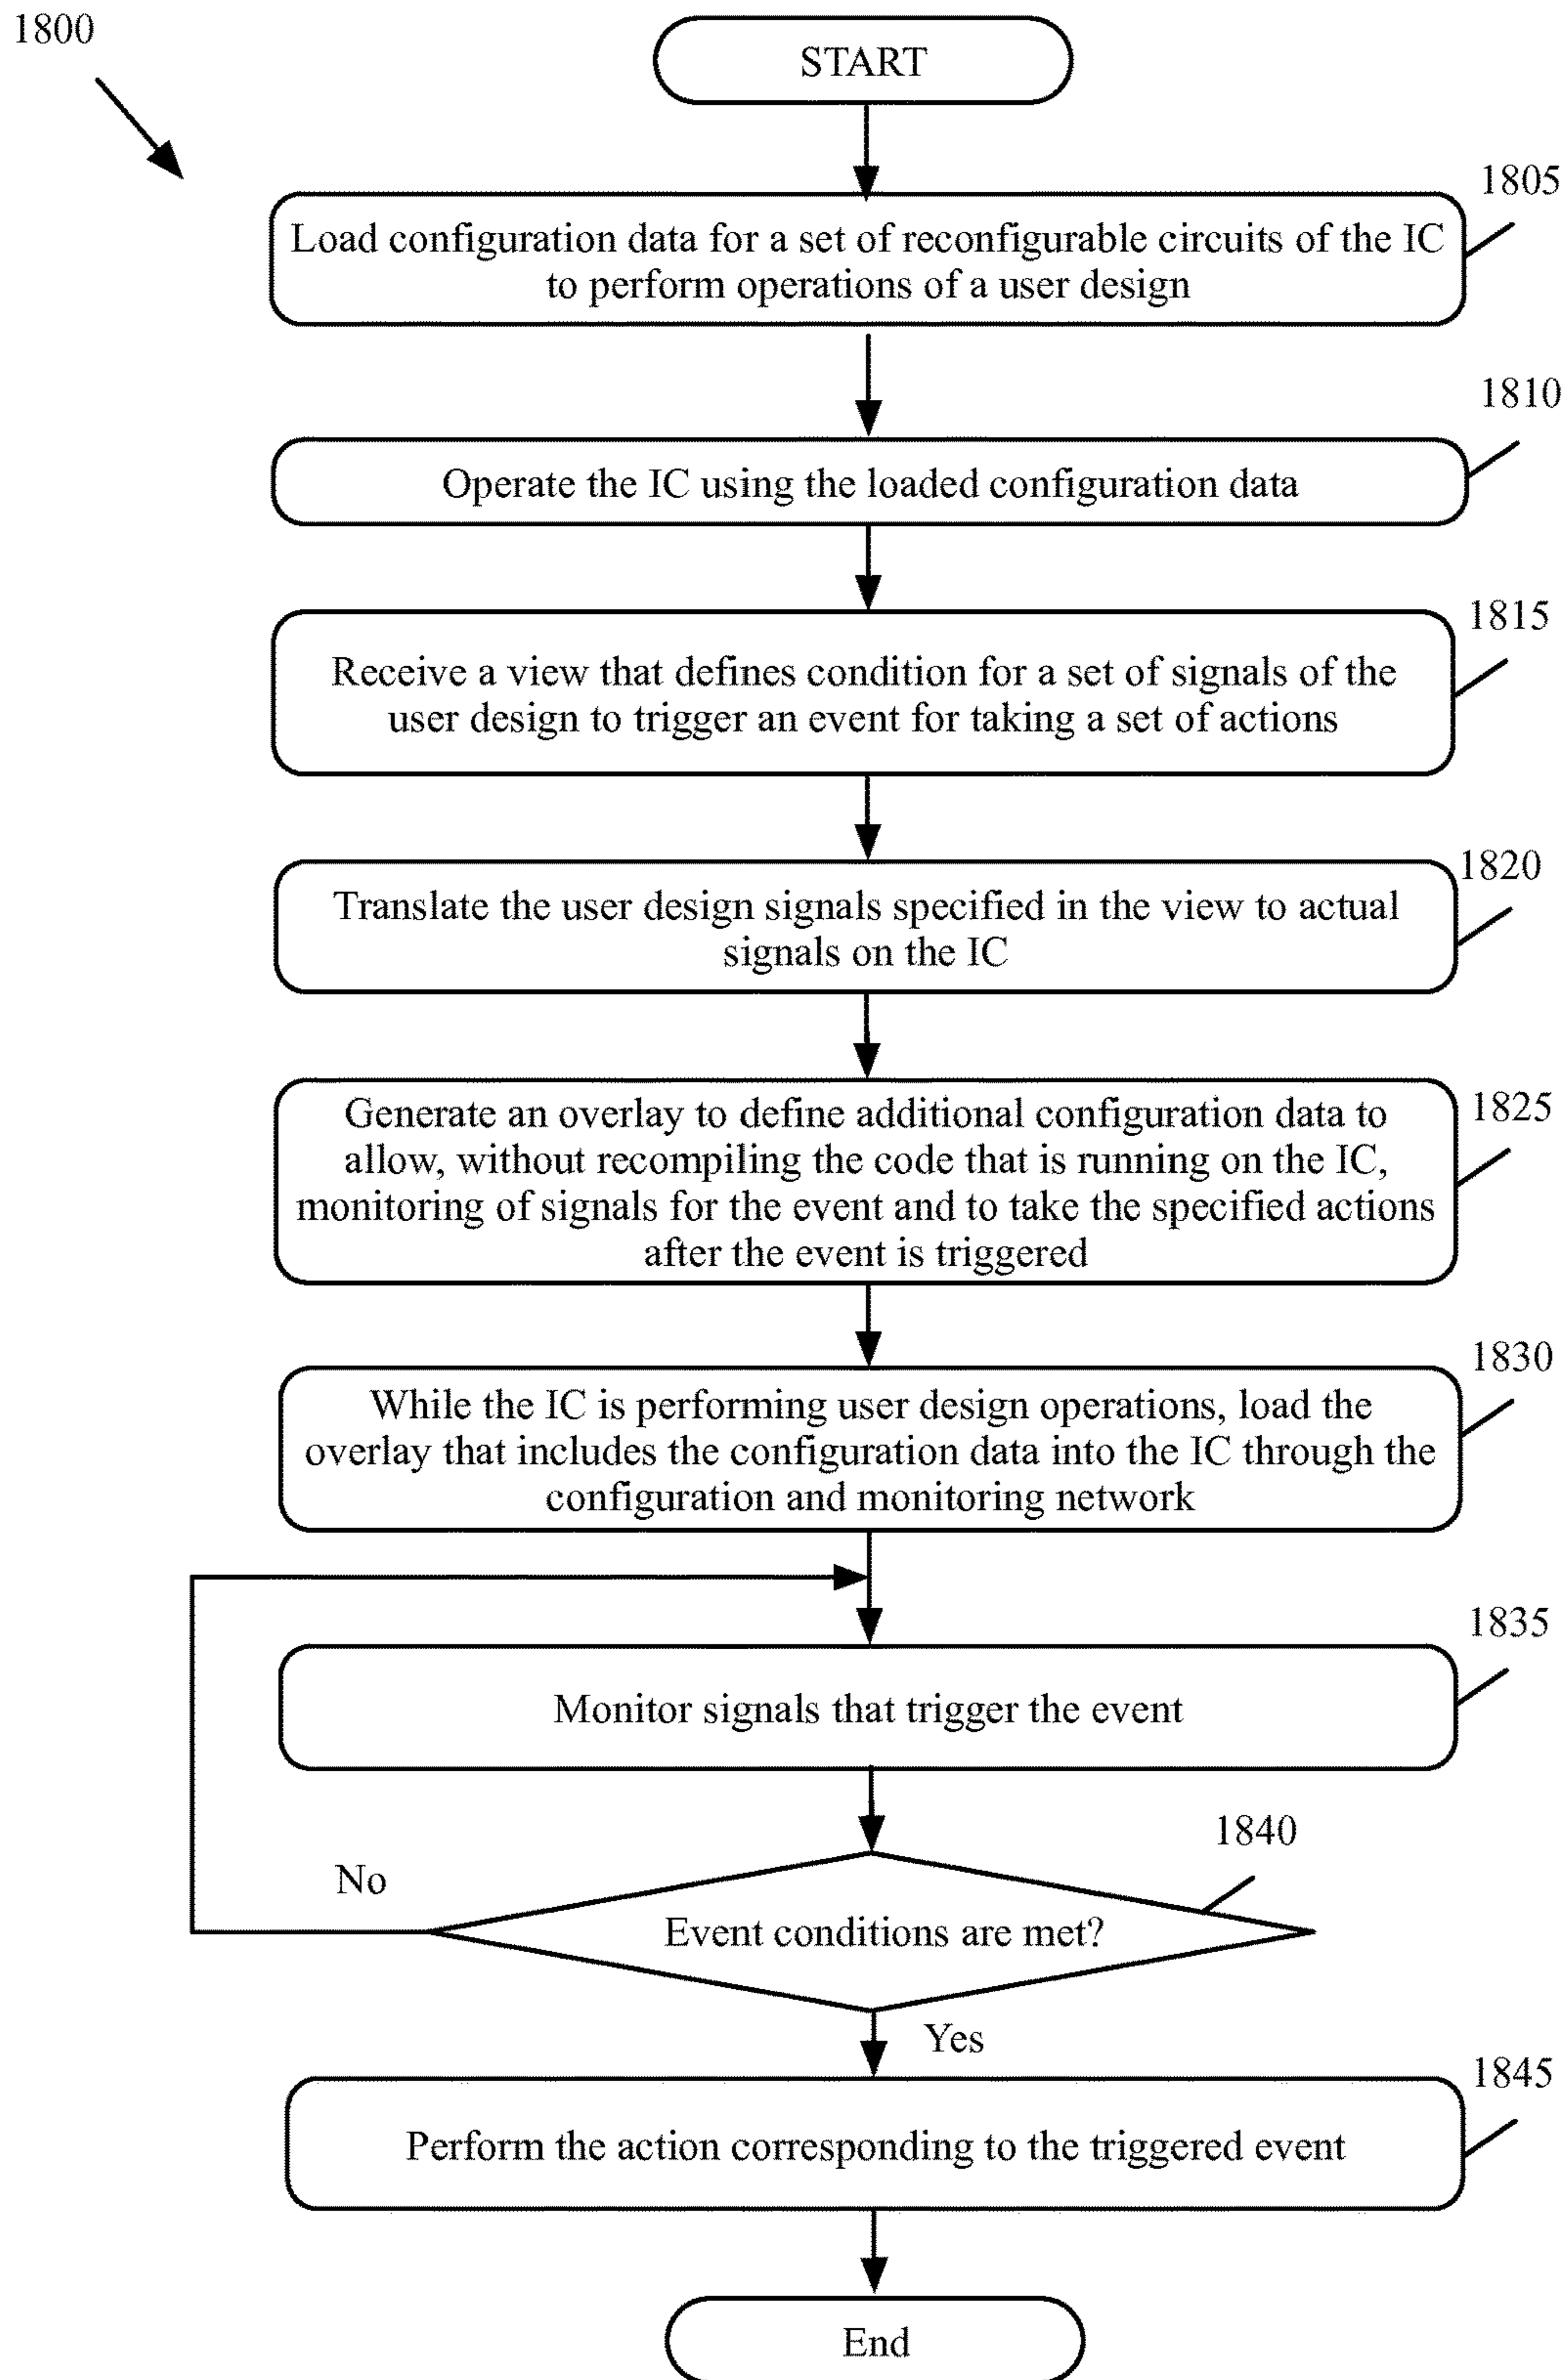 1800
START
1805
Load configuration data for a set of reconfigurable circuits of the IC
to perform operations of a user design
1810
Operate the IC using the loaded configuration data
1815
Receive a view that defines condition for a set of signals of the
user design to trigger an event for taking a set of actions
1820
Translate the user design signals specified in the view to actual
signals on the IC
1825
Generate an overlay to define additional configuration data to
allow, without recompiling the code that is running on the IC,
monitoring of signals for the event and to take the specified actions
after the event is triggered
1830
While the IC is performing user design operations, load the
overlay that includes the configuration data into the IC through the
configuration and monitoring network
1835
Monitor signals that trigger the event
1840
No
Event conditions are met?
Yes
1845
Perform the action corresponding to the triggered event
End